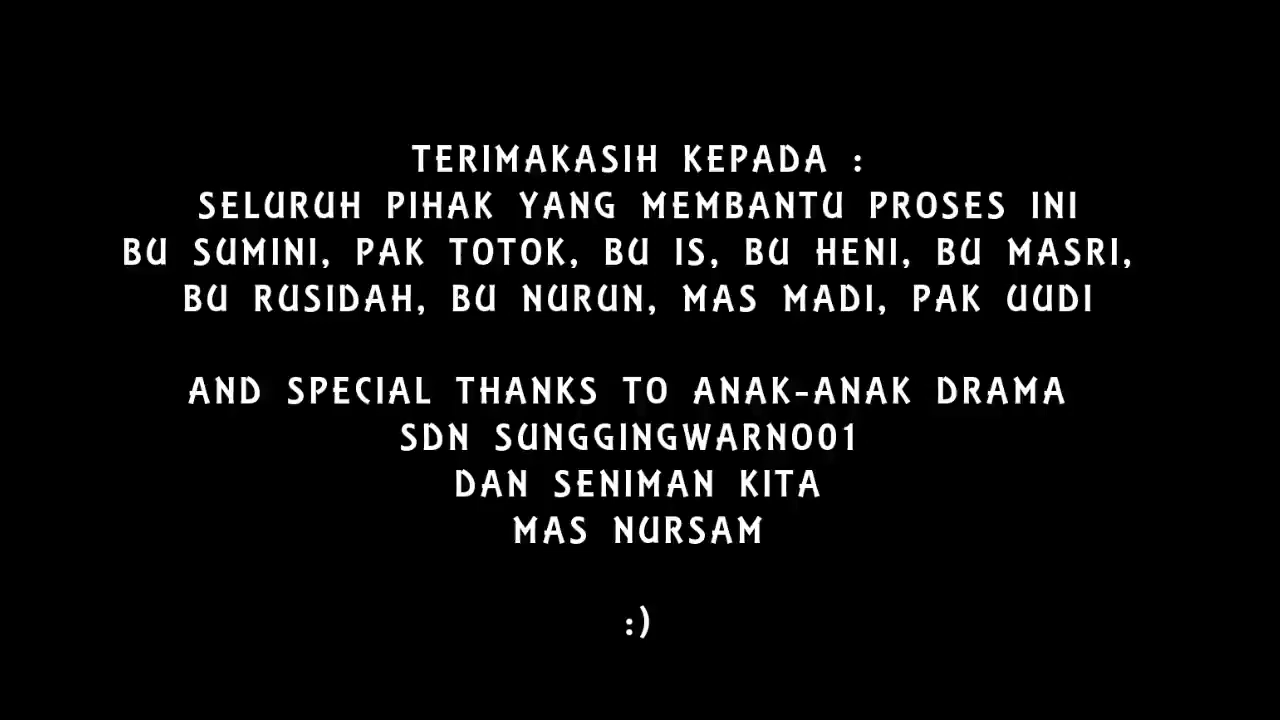 TERIMAKASIH KEPADA :
SELURUH PIHAK YANG MEMBANTU PROSES INI
BU SUMINI, PAK TOTOK, BU IS, BU HENI, BU MASRI,
BU RUSIDAH, BU NURUN, MAS MADI, PAK UUDI
AND SPECIAL THANKS TO ANAK-ANAK DRAMA
SDN SUNGGINGWARNO01
DAN SENIMAN KITA
MAS NURSAM
:)